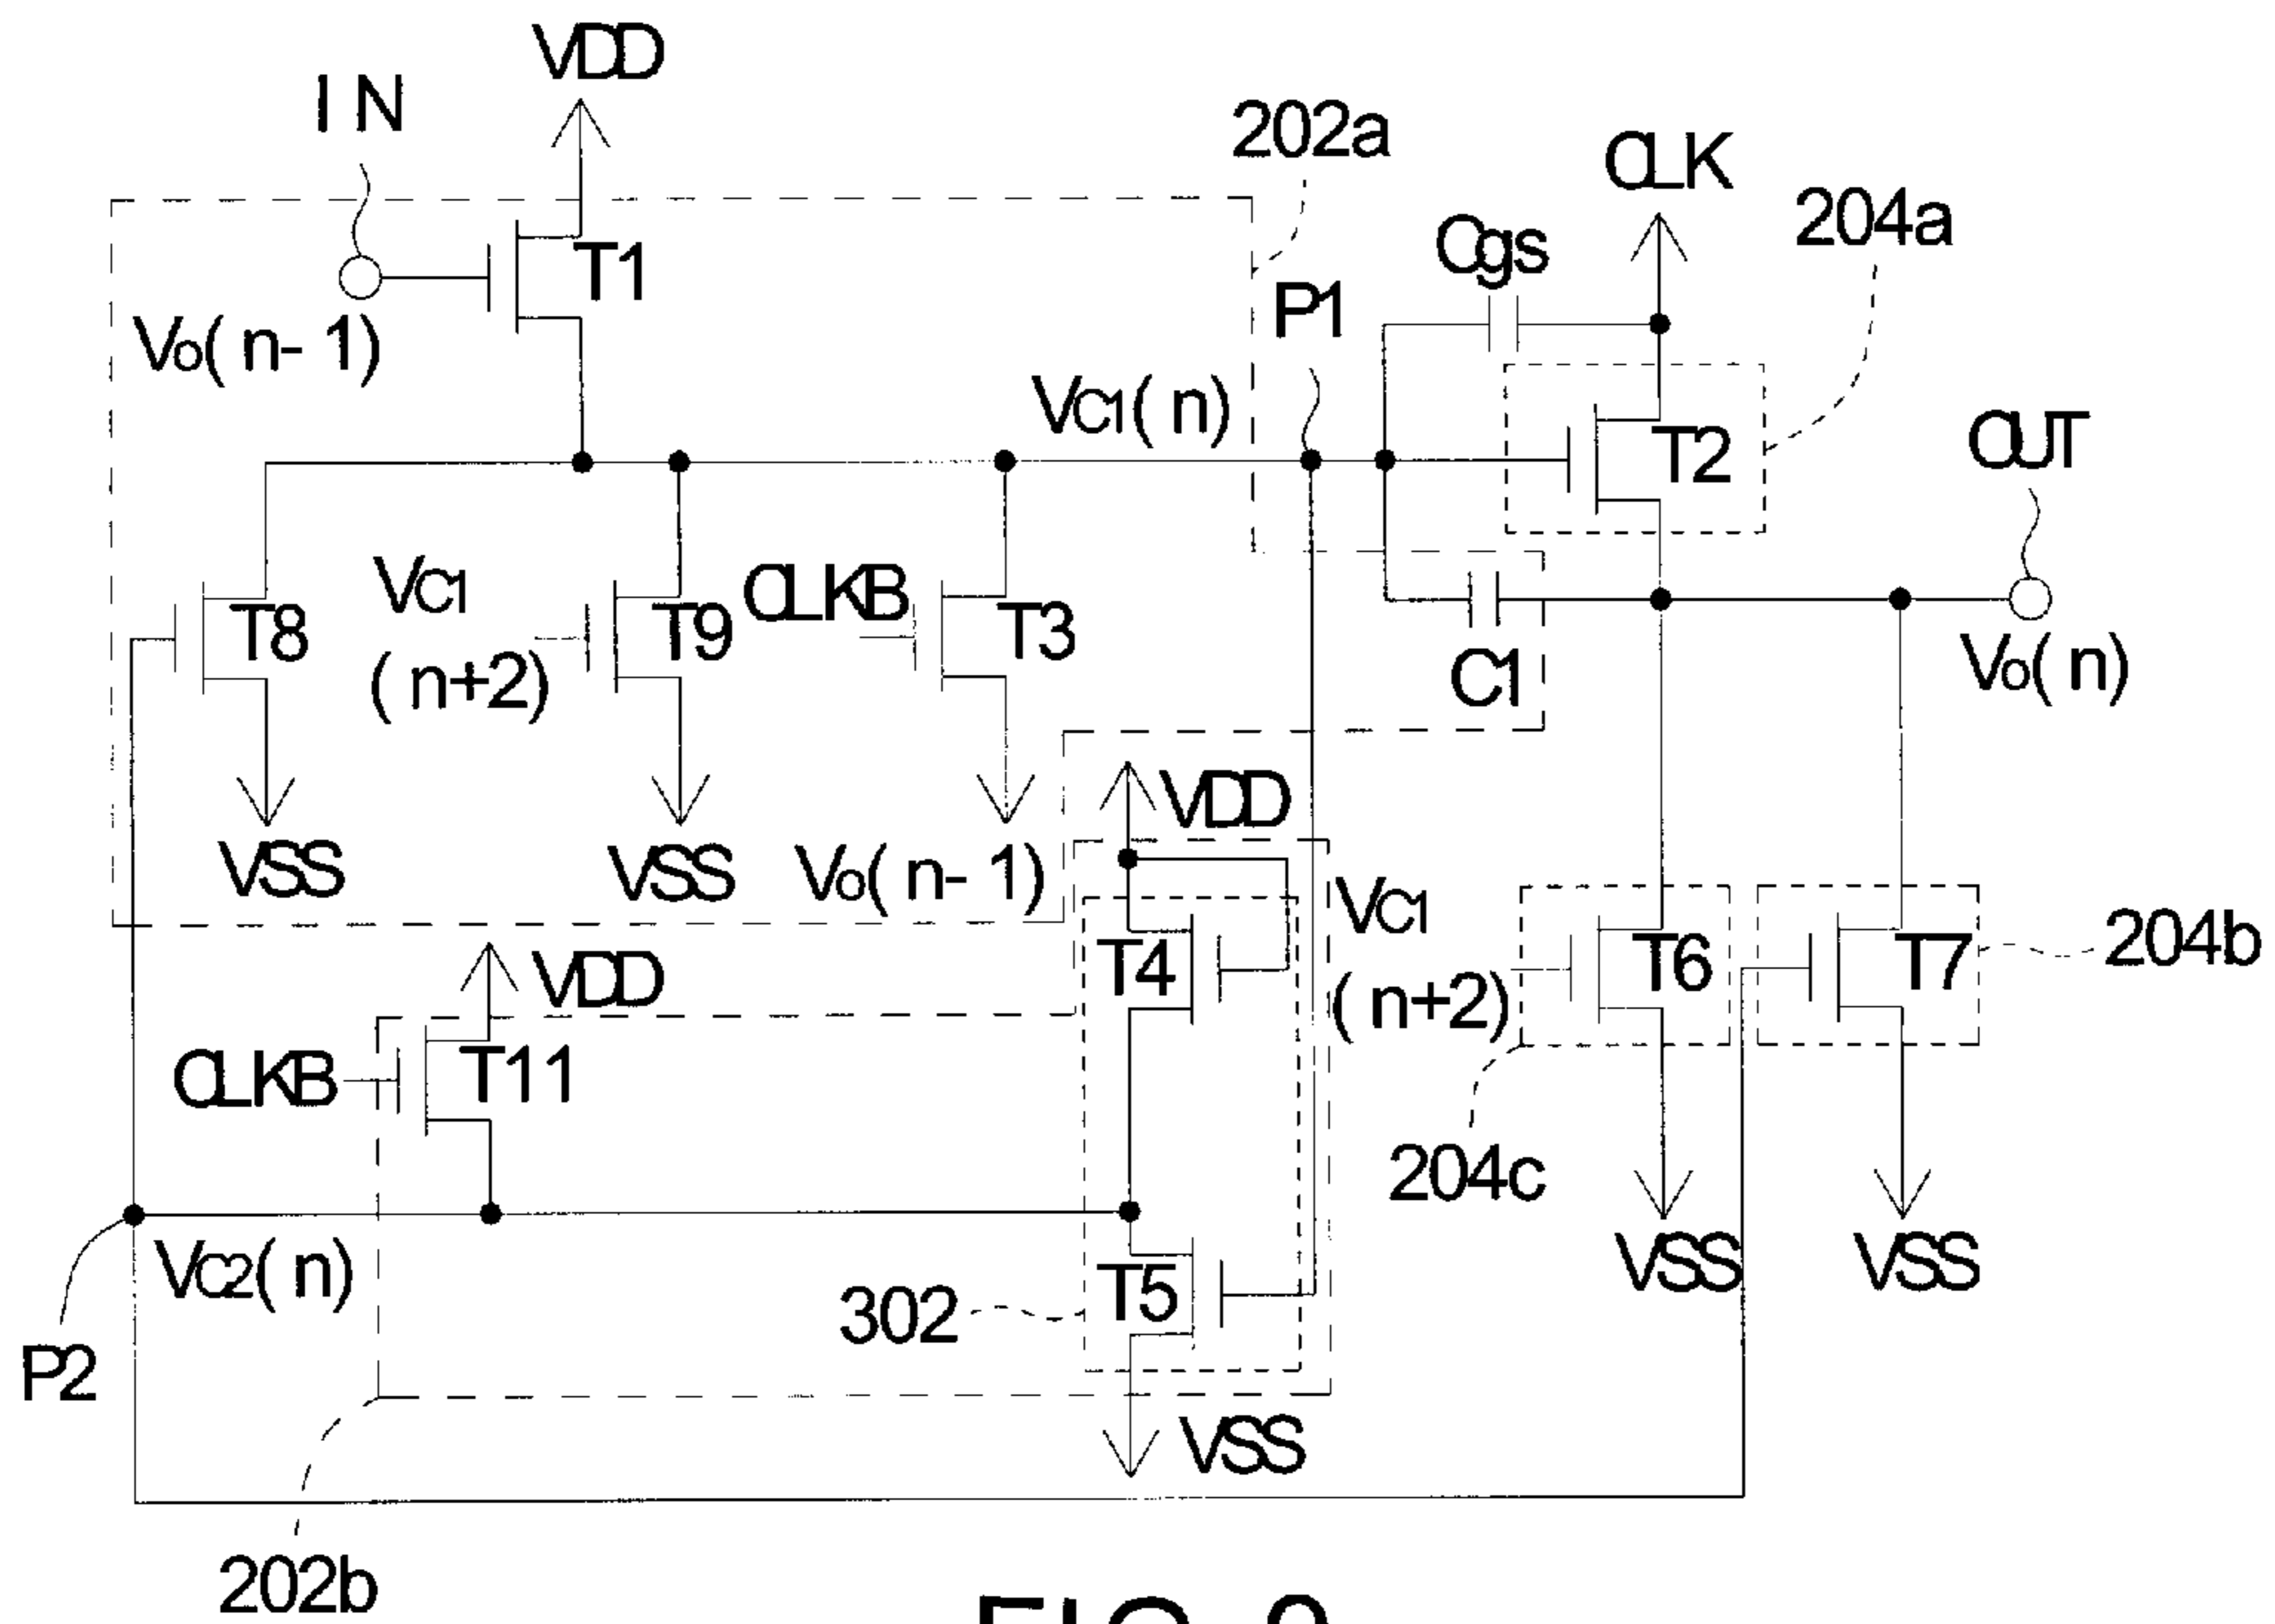 VDD
IN
202a
CLK
204a
Cgs
T1
P1
Vo(n-1)
VC1(n)
T2
OUT
VC1
(n+2)
CLKB
T8
T9
T3
C1
Vo(n)
VDD
VSS
VSS
Vo(n-1)
VC1
(n+2)
T4
T6
T7
204b
VDD
CLKB
T11
204c
VC2(n)
VSS
VSS
302
T5
P2
VSS
202b